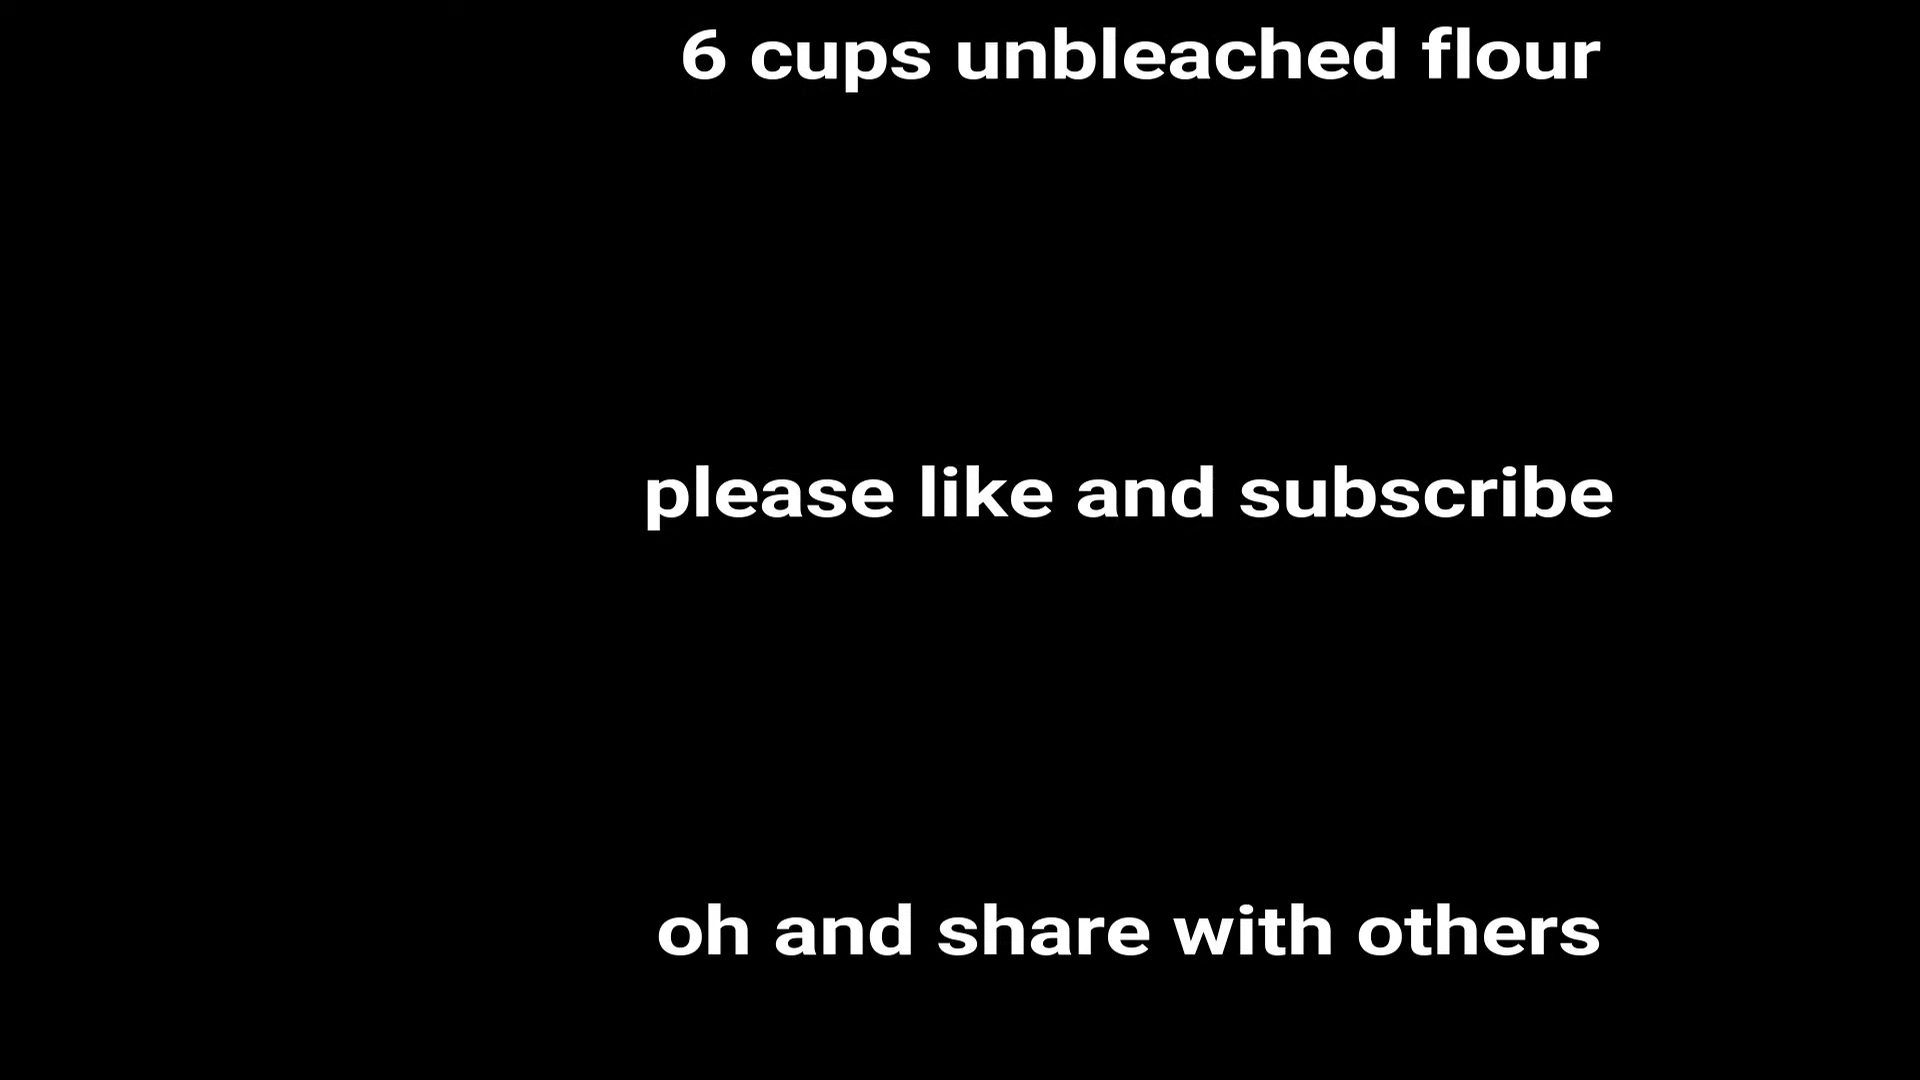 6 cups unbleached flour
please like and subscribe
oh and share with others